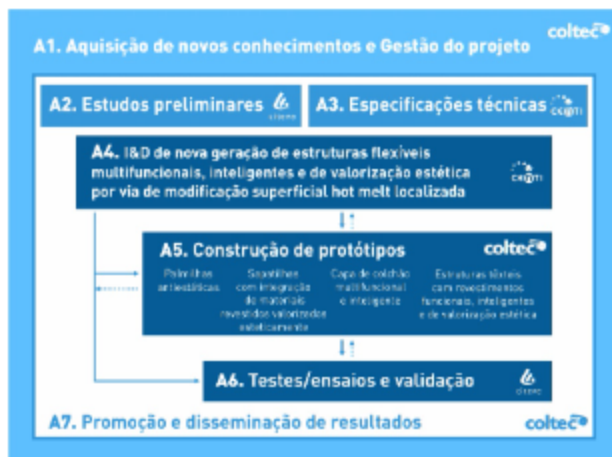 coltec
A1. Aquisição de novos conhecimentos e Gestão do projeto
A2. Estudos preliminares
citeve
A3. Especificações técnicas
A4. I&D de nova geração de estruturas flexíveis
multifuncionais, inteligentes e de valorização estética
por via de modificação superficial hot melt localizada
A5. Construção de protótipos
coltec
Palmilhas
antiestáticas
Sapatilhas
com integração
de materiais
revestidos valorizados
esteticamente
Capa de colchão
multifuncional
e inteligente
Estruturas têxteis
com revestimentos
funcionais, inteligentes
e de valorização estética
A6. Testes/ensaios e validação
citeve
A7. Promoção e disseminação de resultados
coltec